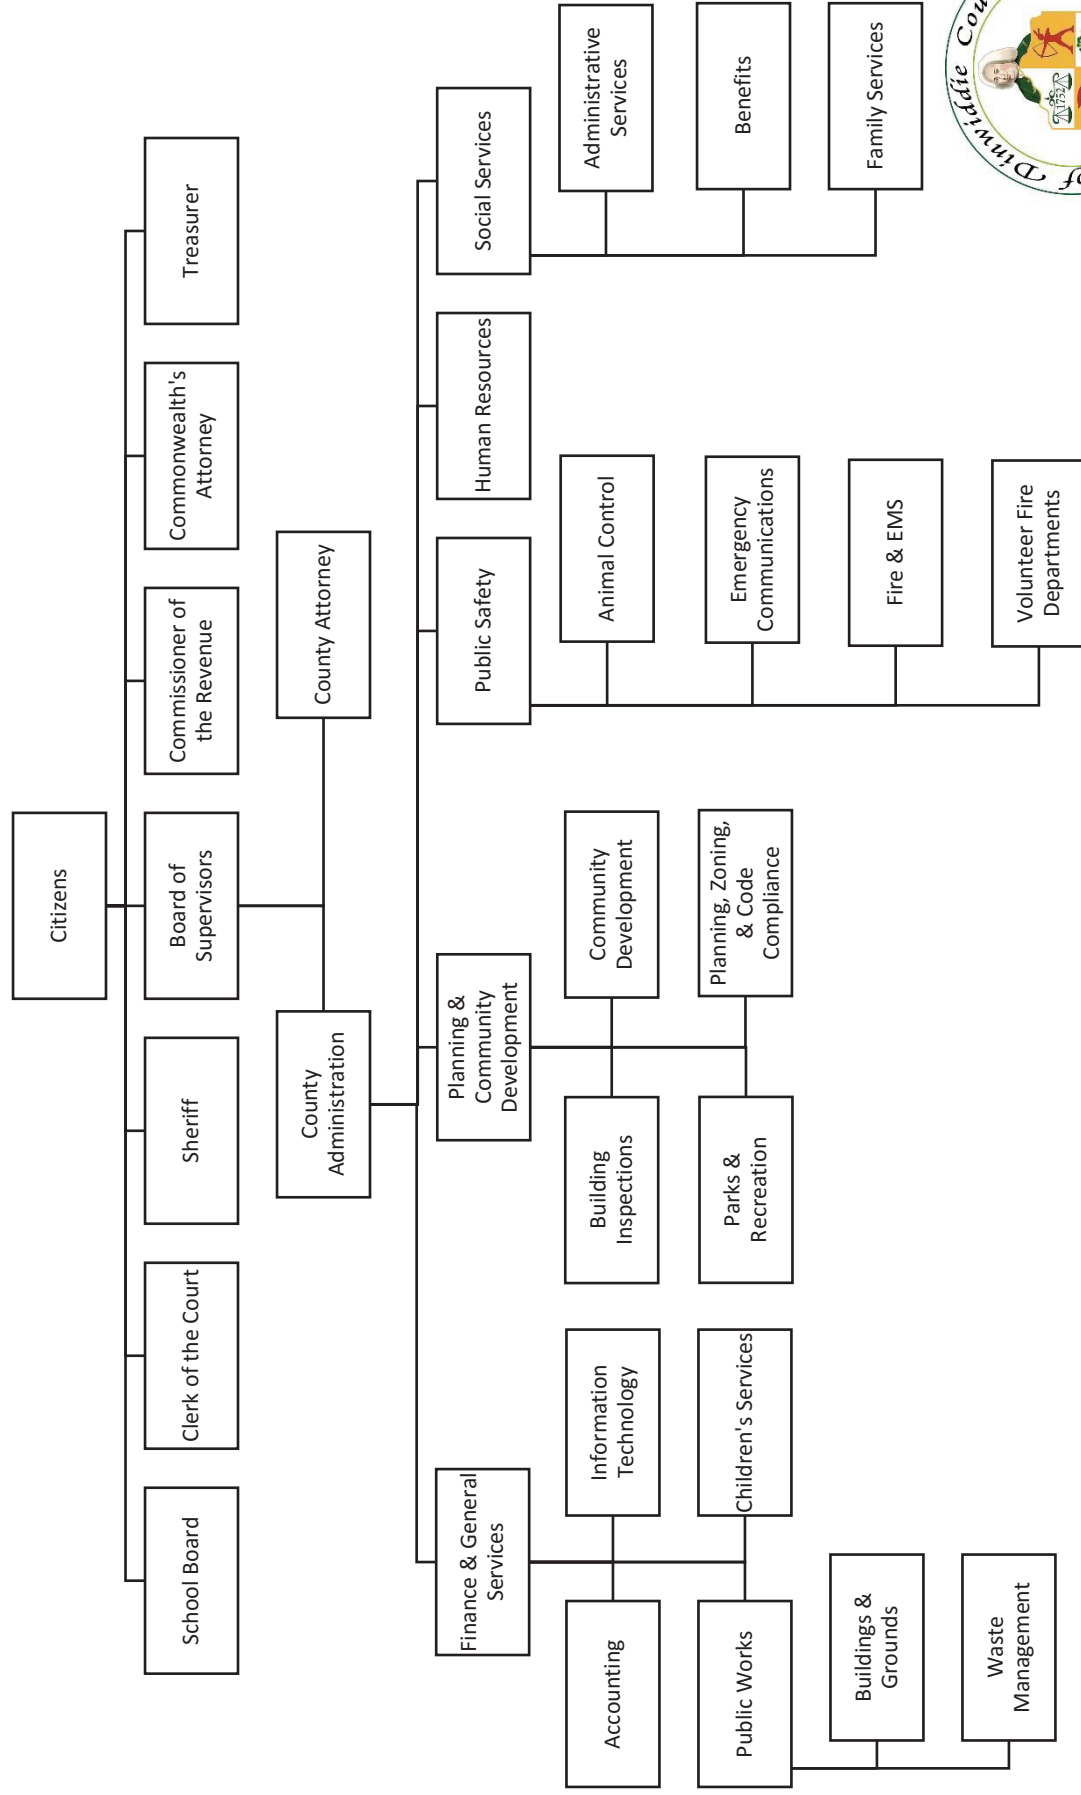 Citizens
School Board
Clerk of the Court
Sheriff
Board of
Supervisors
Commissioner of
the Revenue
Commonwealth's
Attorney
Treasurer
County
Administration
County Attorney
Finance & General
Services
Planning &
Community
Development
Public Safety
Human Resources
Social Services
Accounting
Information
Technology
Public Works
Children's Services
Buildings &
Grounds
Waste
Management
Building
Inspections
Community
Development
Parks &
Recreation
Planning, Zoning,
& Code
Compliance
Animal Control
Emergency
Communications
Fire & EMS
Volunteer Fire
Departments
Administrative
Services
Benefits
Family Services
of Dinwiddie
1752